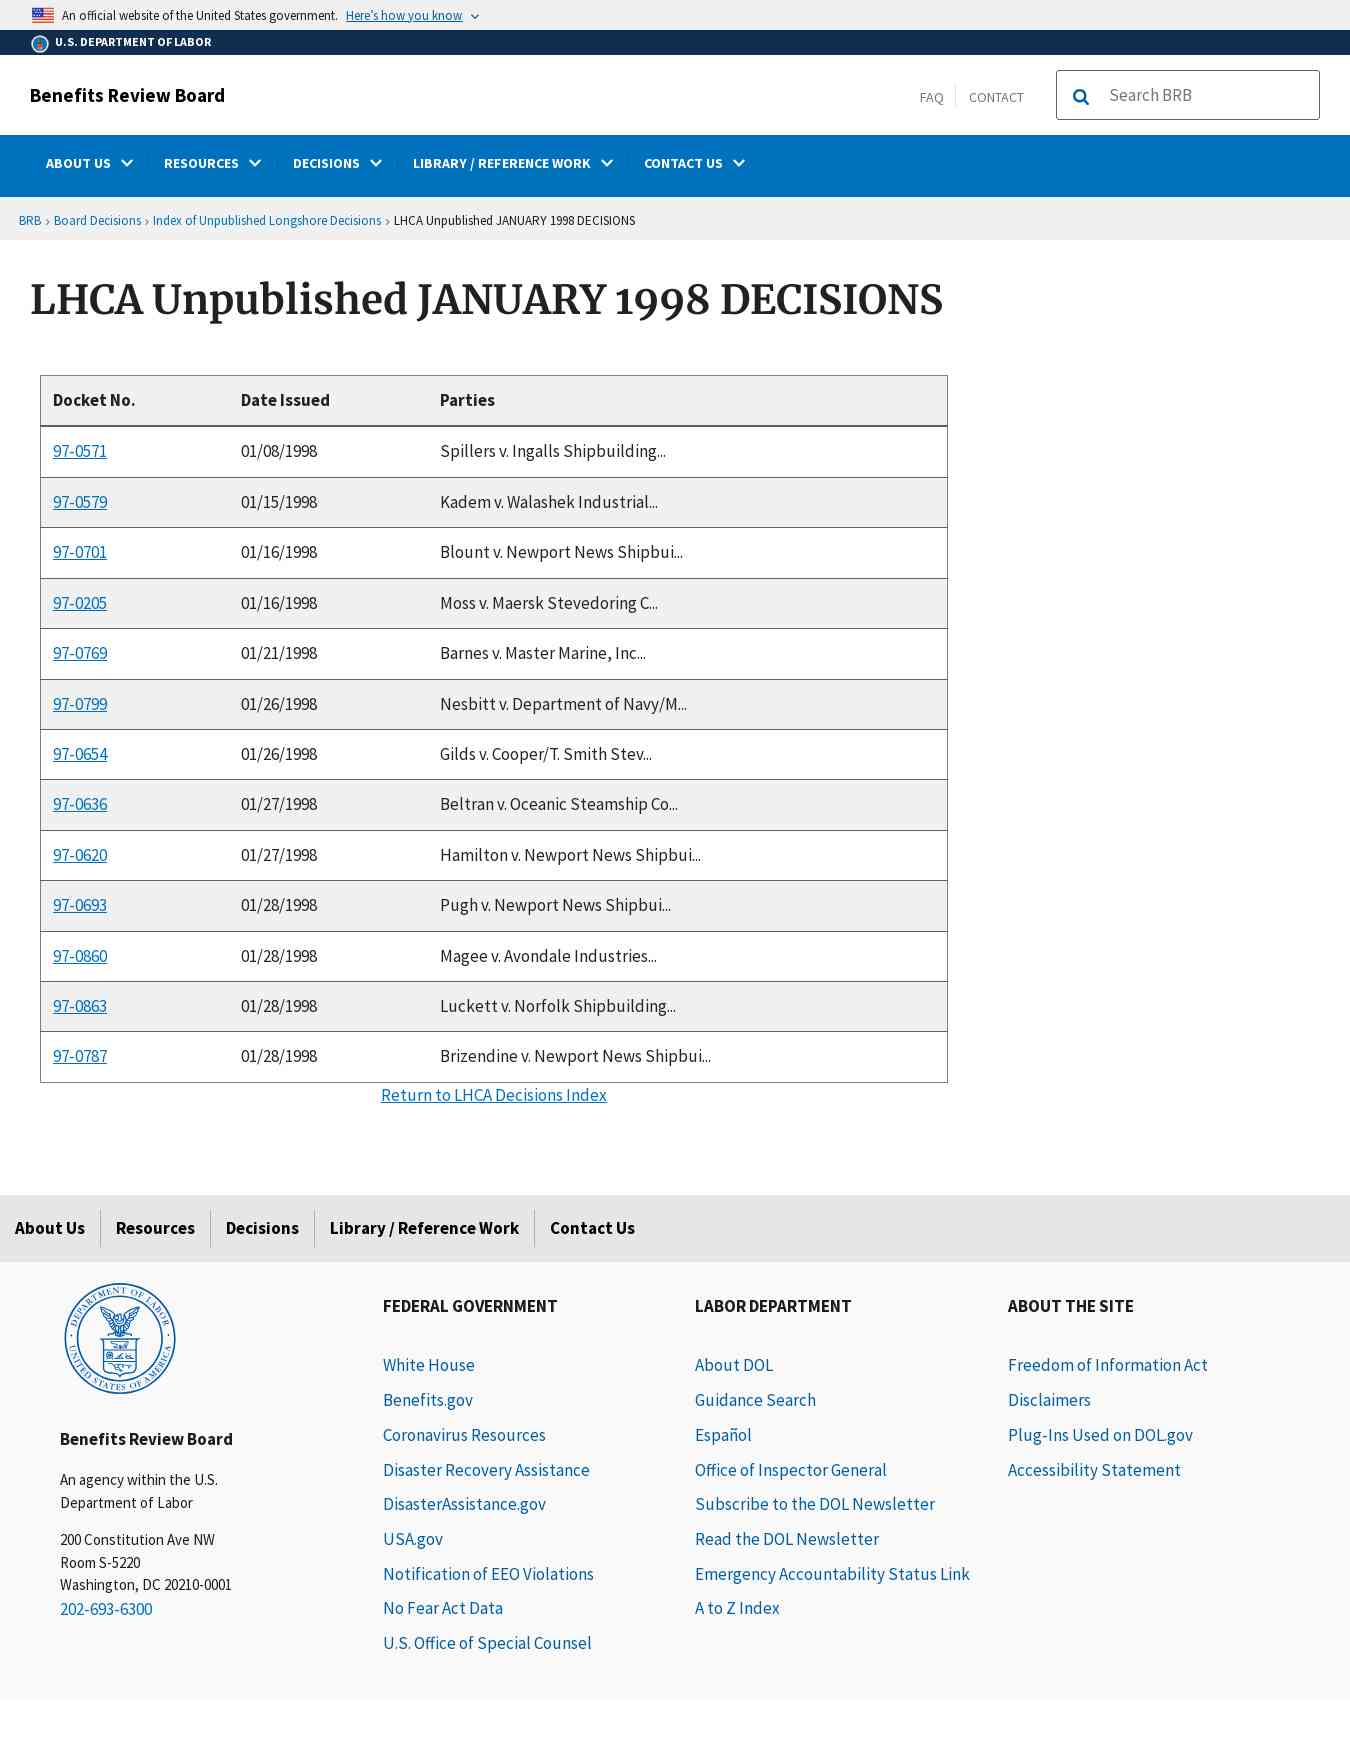 An official website of the United States government. Here's how you know
U.S. DEPARTMENT OF LABOR
Benefits Review Board
FAQ CONTACT Search BRB
ABOUT US RESOURCES DECISIONS LIBRARY / REFERENCE WORK CONTACT US
BRB › Board Decisions › Index of Unpublished Longshore Decisions › LHCA Unpublished JANUARY 1998 DECISIONS
LHCA Unpublished JANUARY 1998 DECISIONS
Docket No. Date Issued Parties
97-0571 01/08/1998 Spillers v. Ingalls Shipbuilding...
97-0579 01/15/1998 Kadem v. Walashek Industrial...
97-0701 01/16/1998 Blount v. Newport News Shipbui...
97-0205 01/16/1998 Moss v. Maersk Stevedoring C...
97-0769 01/21/1998 Barnes v. Master Marine, Inc...
97-0799 01/26/1998 Nesbitt v. Department of Navy/M...
97-0654 01/26/1998 Gilds v. Cooper/T. Smith Stev...
97-0636 01/27/1998 Beltran v. Oceanic Steamship Co...
97-0620 01/27/1998 Hamilton v. Newport News Shipbui...
97-0693 01/28/1998 Pugh v. Newport News Shipbui...
97-0860 01/28/1998 Magee v. Avondale Industries...
97-0863 01/28/1998 Luckett v. Norfolk Shipbuilding...
97-0787 01/28/1998 Brizendine v. Newport News Shipbui...
Return to LHCA Decisions Index
About Us Resources Decisions Library / Reference Work Contact Us
DEPARTMENT OF LABOR
UNITED STATES OF AMERICA
Benefits Review Board
An agency within the U.S.
Department of Labor
200 Constitution Ave NW
Room S-5220
Washington, DC 20210-0001
202-693-6300
FEDERAL GOVERNMENT
White House
Benefits.gov
Coronavirus Resources
Disaster Recovery Assistance
DisasterAssistance.gov
USA.gov
Notification of EEO Violations
No Fear Act Data
U.S. Office of Special Counsel
LABOR DEPARTMENT
About DOL
Guidance Search
Español
Office of Inspector General
Subscribe to the DOL Newsletter
Read the DOL Newsletter
Emergency Accountability Status Link
A to Z Index
ABOUT THE SITE
Freedom of Information Act
Disclaimers
Plug-Ins Used on DOL.gov
Accessibility Statement